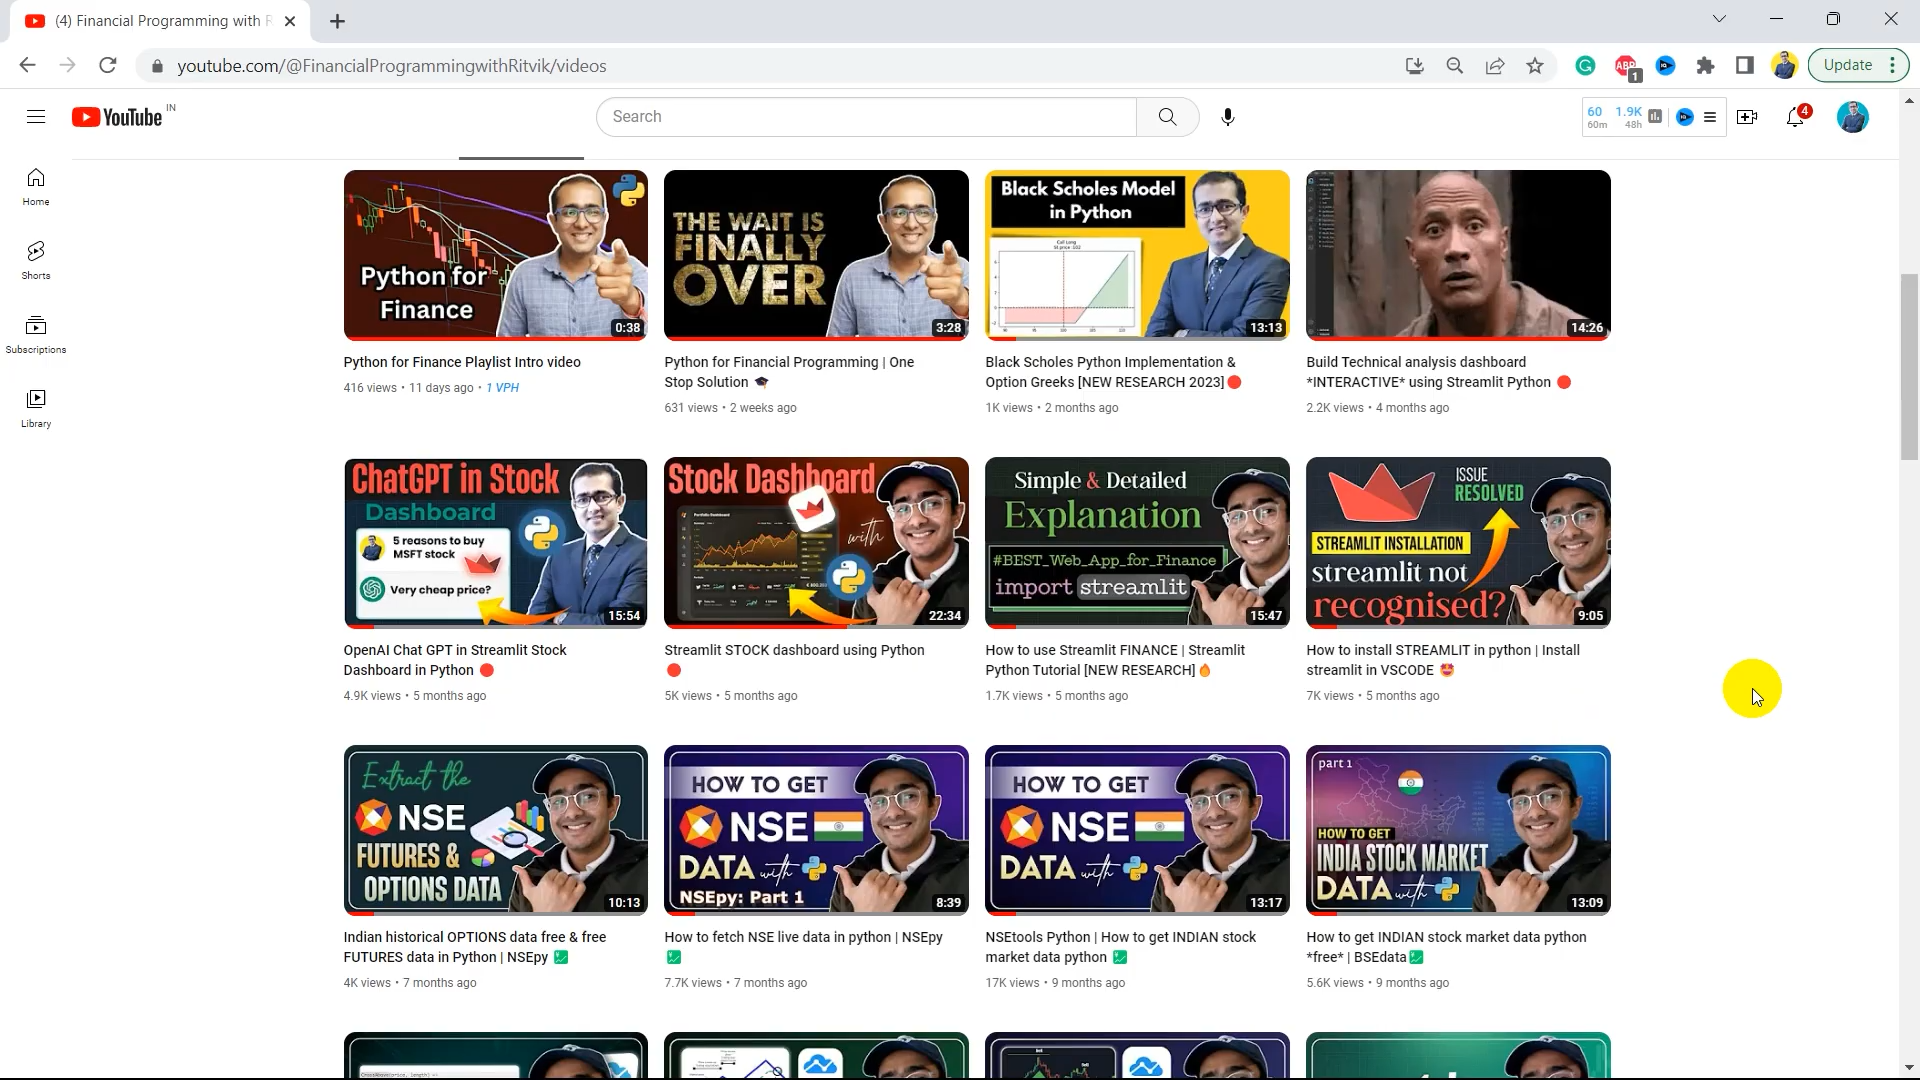 (4) Financial Programming with R
youtube.com/@FinancialProgrammingwithRitvik/videos
ABP
1
Update
YouTube IN
Search
60 1.9K
60m 48h
4
Home
Shorts
Subscriptions
Library
Python for
Finance
0:38
THE WAIT IS
FINALLY
OVER
3:28
Black Scholes Model
in Python
13:13
14:26
Python for Finance Playlist Intro video
416 views • 11 days ago • 1 VPH
Python for Financial Programming | One
Stop Solution 🎓
631 views • 2 weeks ago
Black Scholes Python Implementation &
Option Greeks [NEW RESEARCH 2023]🔴
1K views • 2 months ago
Build Technical analysis dashboard
*INTERACTIVE* using Streamlit Python 🔴
2.2K views • 4 months ago
ChatGPT in Stock
Dashboard
5 reasons to buy
MSFT stock
Very cheap price?
15:54
Stock Dashboard
with
22:34
Simple & Detailed
Explanation
#BEST_Web_App_for_Finance
import streamlit
15:47
ISSUE
RESOLVED
STREAMLIT INSTALLATION
streamlit not
recognised?
9:05
OpenAI Chat GPT in Streamlit Stock
Dashboard in Python 🔴
4.9K views • 5 months ago
Streamlit STOCK dashboard using Python
🔴
5K views • 5 months ago
How to use Streamlit FINANCE | Streamlit
Python Tutorial [NEW RESEARCH]🔥
1.7K views • 5 months ago
How to install STREAMLIT in python | Install
streamlit in VSCODE 🤩
7K views • 5 months ago
Extract the
NSE
FUTURES &
OPTIONS DATA
10:13
HOW TO GET
NSE
DATA with
NSEpy: Part 1
8:39
HOW TO GET
NSE
DATA with
13:17
part 1
HOW TO GET
INDIA STOCK MARKET
DATA with
13:09
Indian historical OPTIONS data free & free
FUTURES data in Python | NSEpy 💹
4K views • 7 months ago
How to fetch NSE live data in python | NSEpy
💹
7.7K views • 7 months ago
NSEtools Python | How to get INDIAN stock
market data python 💹
17K views • 9 months ago
How to get INDIAN stock market data python
*free* | BSEdata💹
5.6K views • 9 months ago